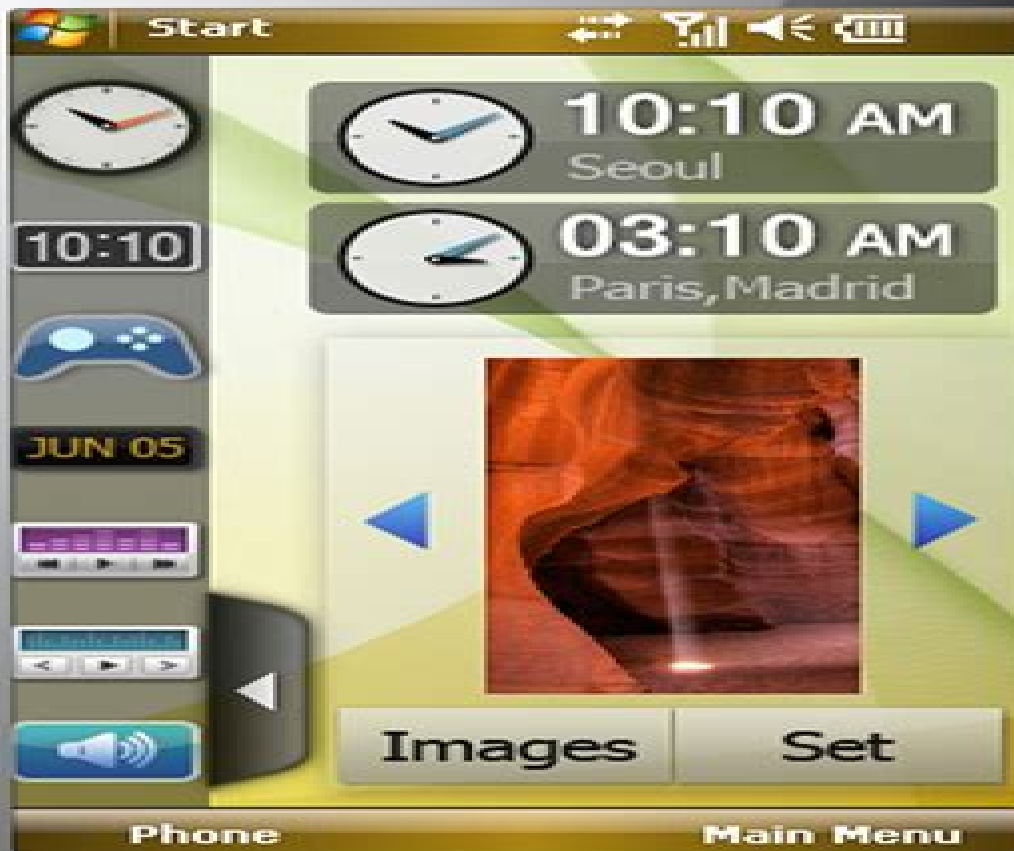 Start
10:10 AM
Seoul
03:10 AM
Paris,Madrid
10:10
JUN 05
Images Set
Phone Main Menu